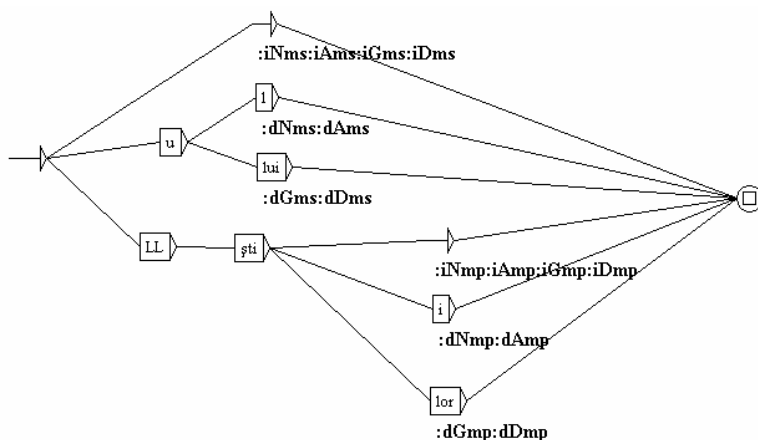 :iNms:iAms:iGms:iDms
l
:dNms:dAms
u
lui
:dGms:dDms
LL
şti
:iNmp:iAmp:iGmp:iDmp
i
:dNmp:dAmp
lor
:dGmp:dDmp